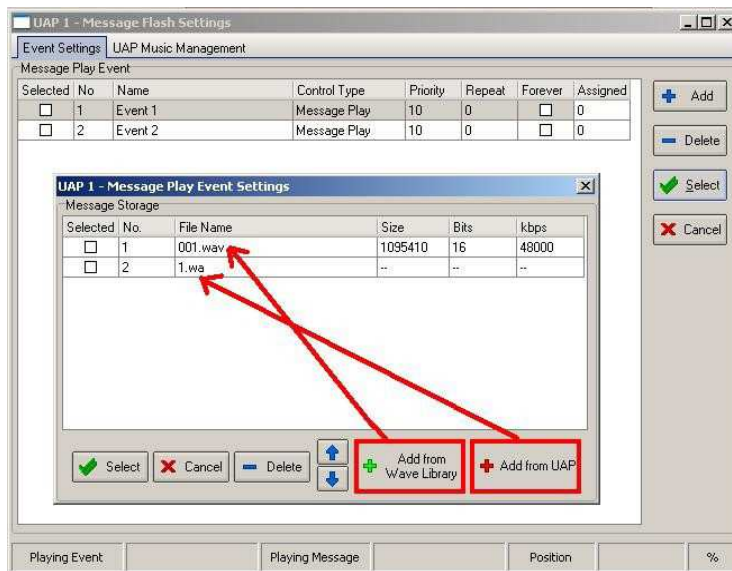 UAP 1 - Message Flash Settings
Event Settings UAP Music Management
Message Play Event
Selected No Name Control Type Priority Repeat Forever Assigned
1 Event 1 Message Play 10 0 0
2 Event 2 Message Play 10 0 0
Add
Delete
Select
Cancel
UAP 1 - Message Play Event Settings
Message Storage
Selected No. File Name Size Bits kbps
1 001.wav 1095410 16 48000
2 1.wa -- -- --
Select Cancel Delete Add from Wave Library Add from UAP
Playing Event Playing Message Position %